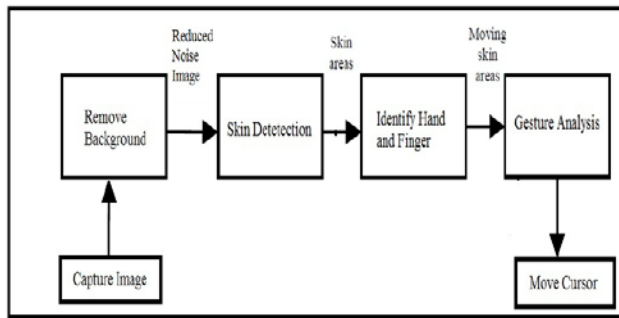 Reduced
Noise
Image
Skin
areas
Moving
skin
areas
Remove
Background
Skin Detetection
Identify Hand
and Finger
Gesture Analysis
Capture Image
Move Cursor